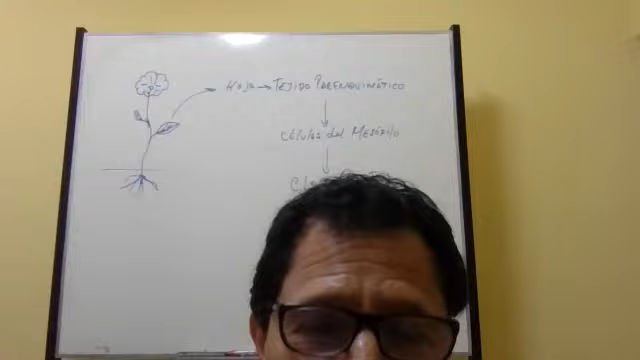 Hoja → Tejido Parenquimático
Células del Mesófilo